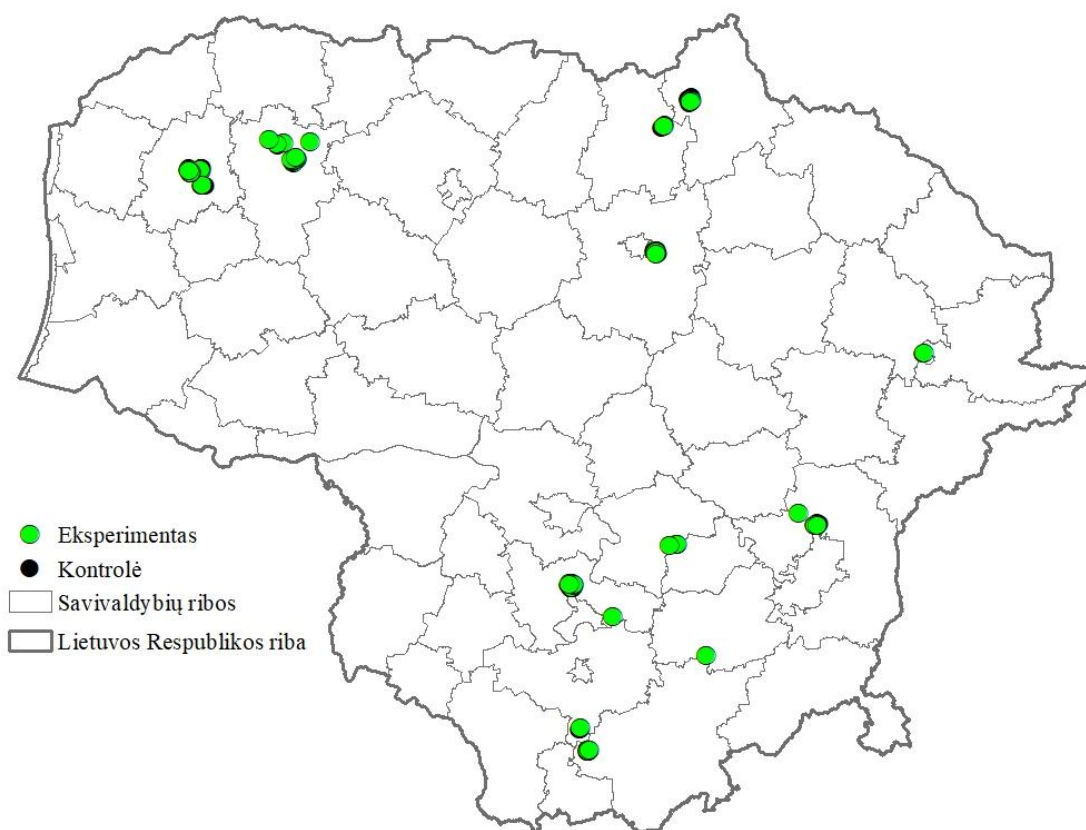 Eksperimentas
Kontrolė
Savivaldybių ribos
Lietuvos Respublikos riba